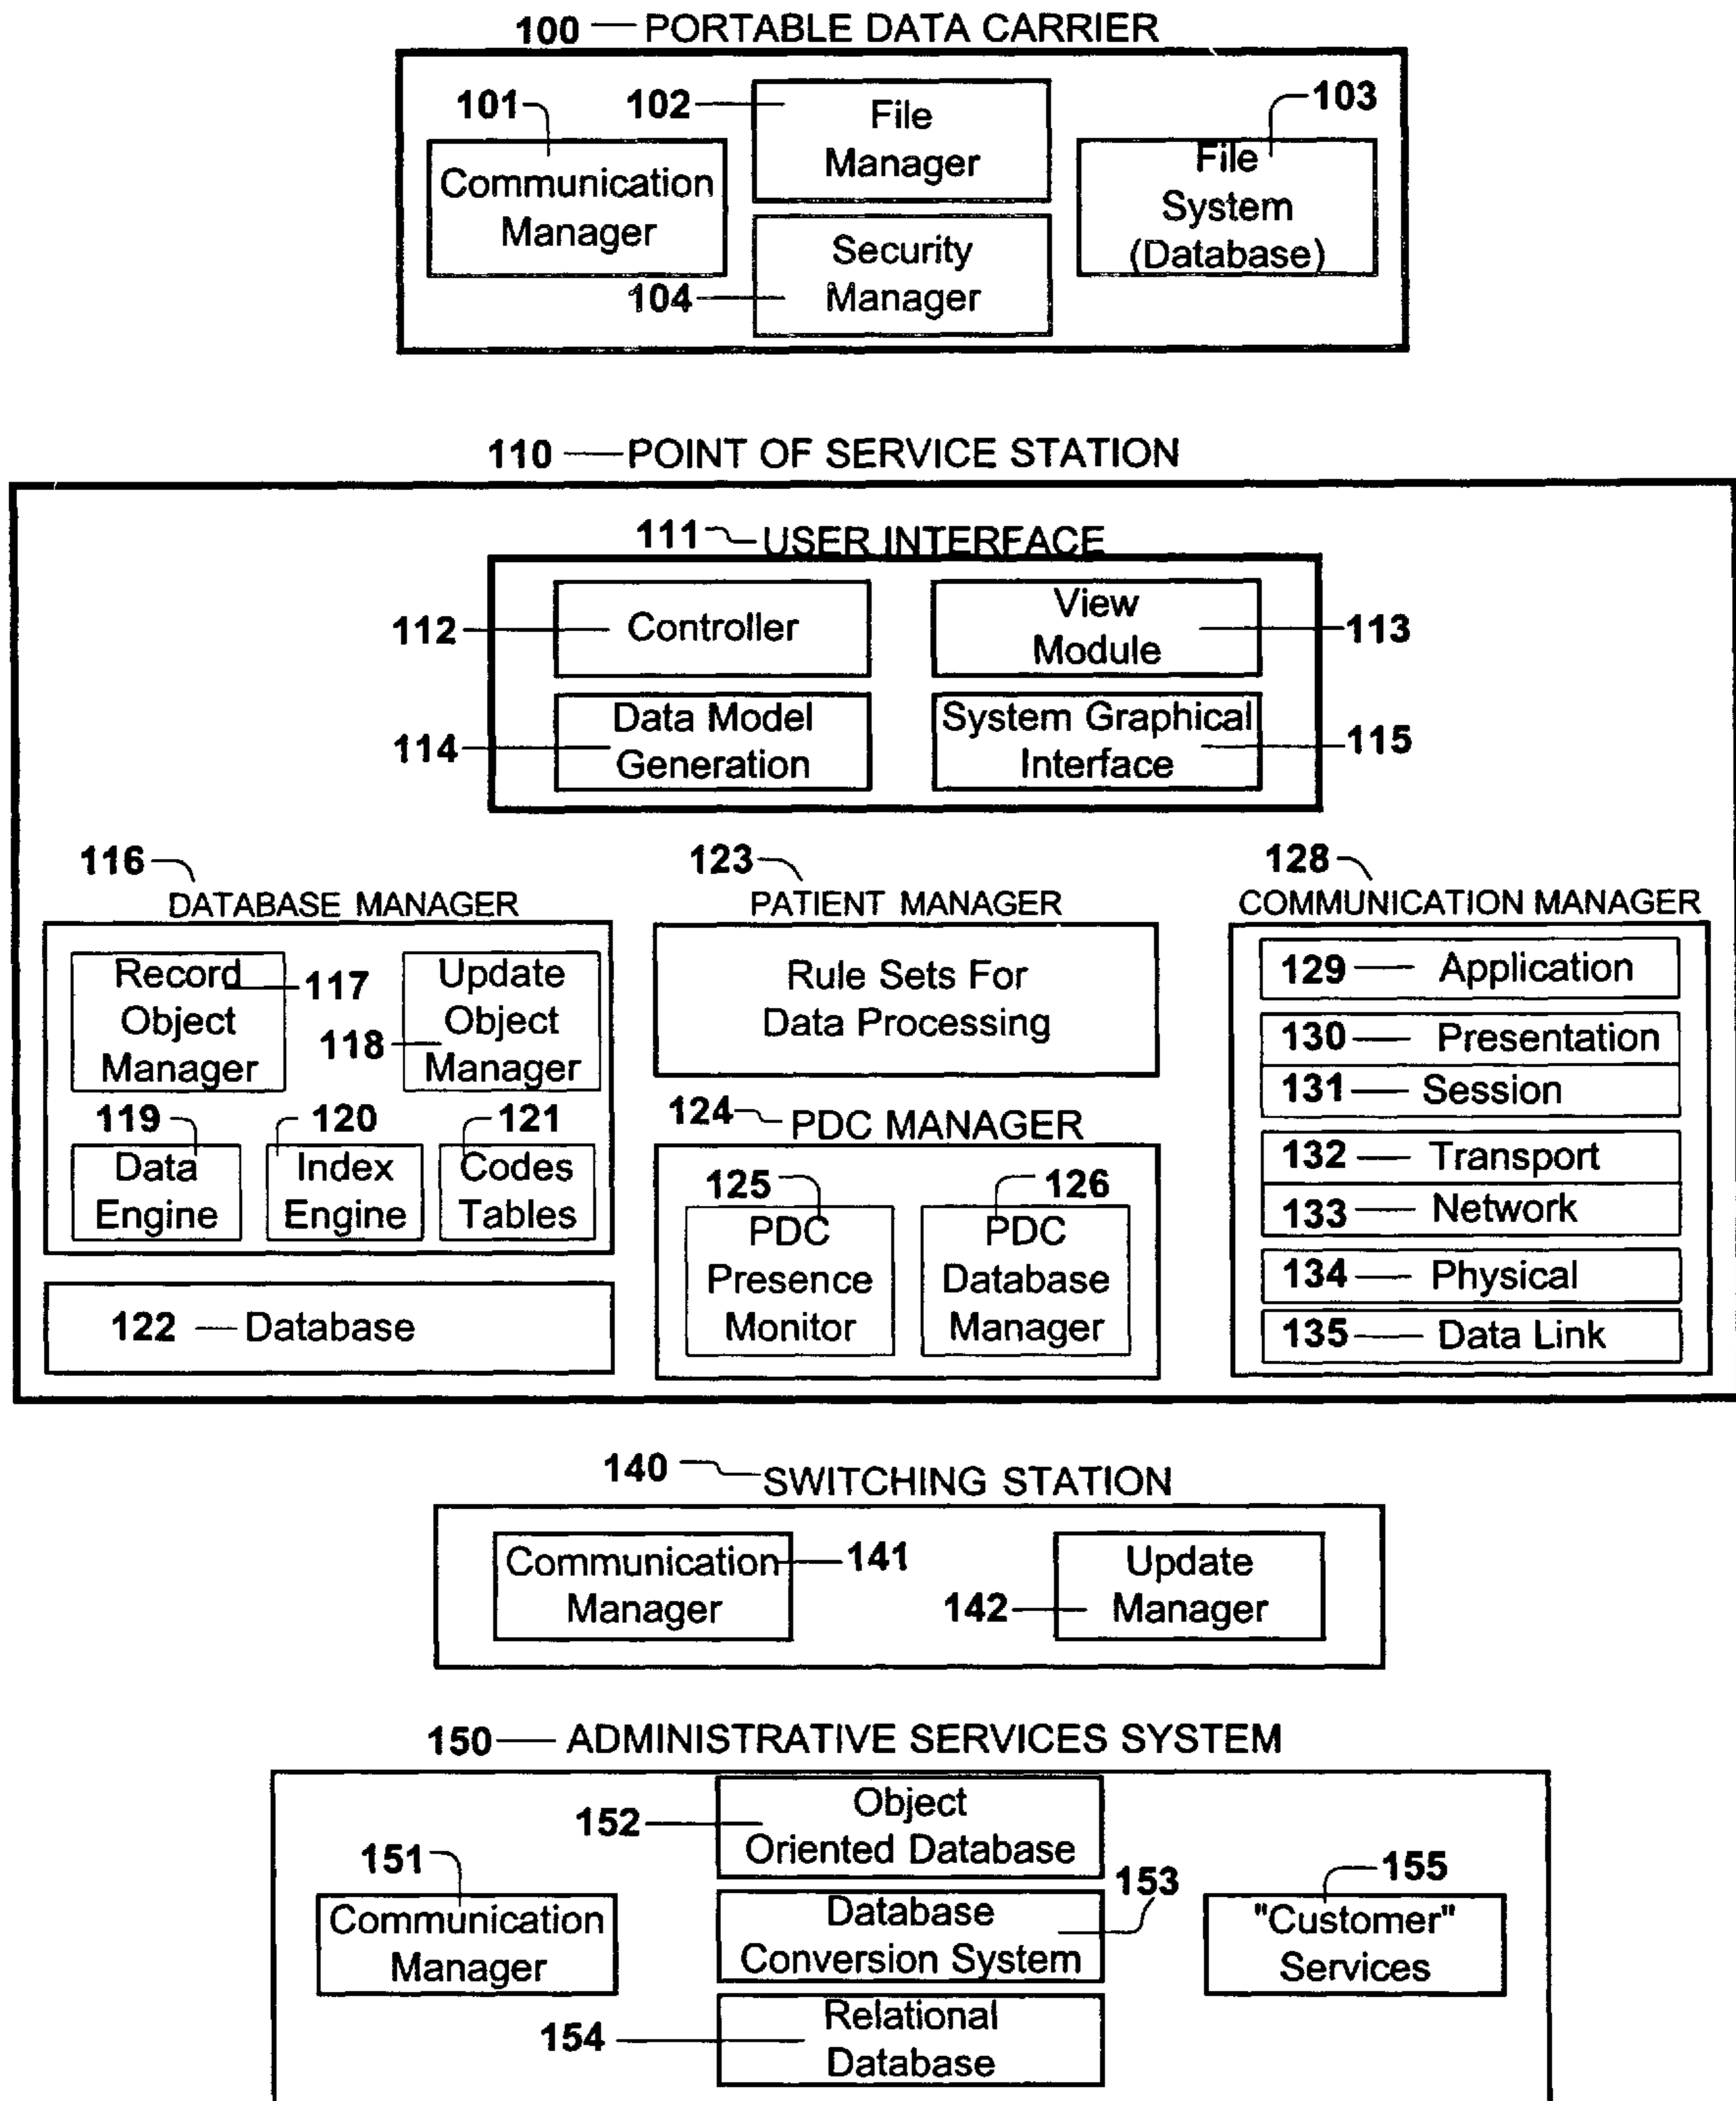 100 PORTABLE DATA CARRIER
101 102 103
File
Manager
Communication
Manager
File
System
(Database)
Security
Manager
104
110 POINT OF SERVICE STATION
111 USER INTERFACE
112 Controller
View
Module 113
114 Data Model
Generation
System Graphical
Interface 115
116
DATABASE MANAGER
Record
Object
Manager 117
Update
Object
Manager
118
119 120 121
Data
Engine
Index
Engine
Codes
Tables
122 Database
123
PATIENT MANAGER
Rule Sets For
Data Processing
124 PDC MANAGER
125 126
PDC
Presence
Monitor
PDC
Database
Manager
128
COMMUNICATION MANAGER
129 Application
130 Presentation
131 Session
132 Transport
133 Network
134 Physical
135 Data Link
140 SWITCHING STATION
Communication
Manager 141
Update
Manager
142
150 ADMINISTRATIVE SERVICES SYSTEM
152 Object
Oriented Database
151
Communication
Manager
153
Database
Conversion System
155
"Customer"
Services
154 Relational
Database